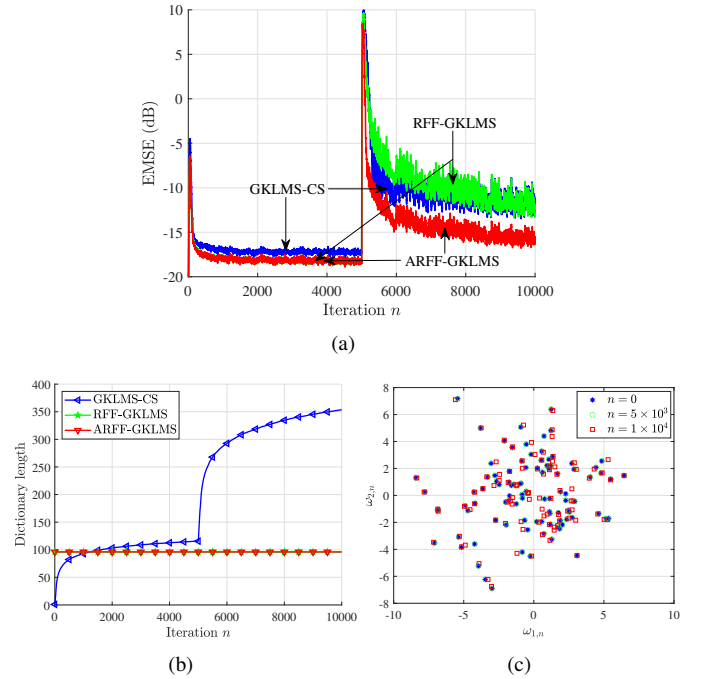 10
5
0
-5
-10
-15
-20
EMSE (dB)
RFF-GKLMS
GKLMS-CS
ARFF-GKLMS
0 2000 4000 6000 8000 10000
Iteration n
(a)
400
350
300
250
200
150
100
50
0
Dictionary length
GKLMS-CS
RFF-GKLMS
ARFF-GKLMS
0 2000 4000 6000 8000 10000
Iteration n
(b)
8
6
4
2
0
-2
-4
-6
-8
ω2,n
n = 0
n = 5 × 10³
n = 1 × 10⁴
-10 -5 0 5 10
ω1,n
(c)